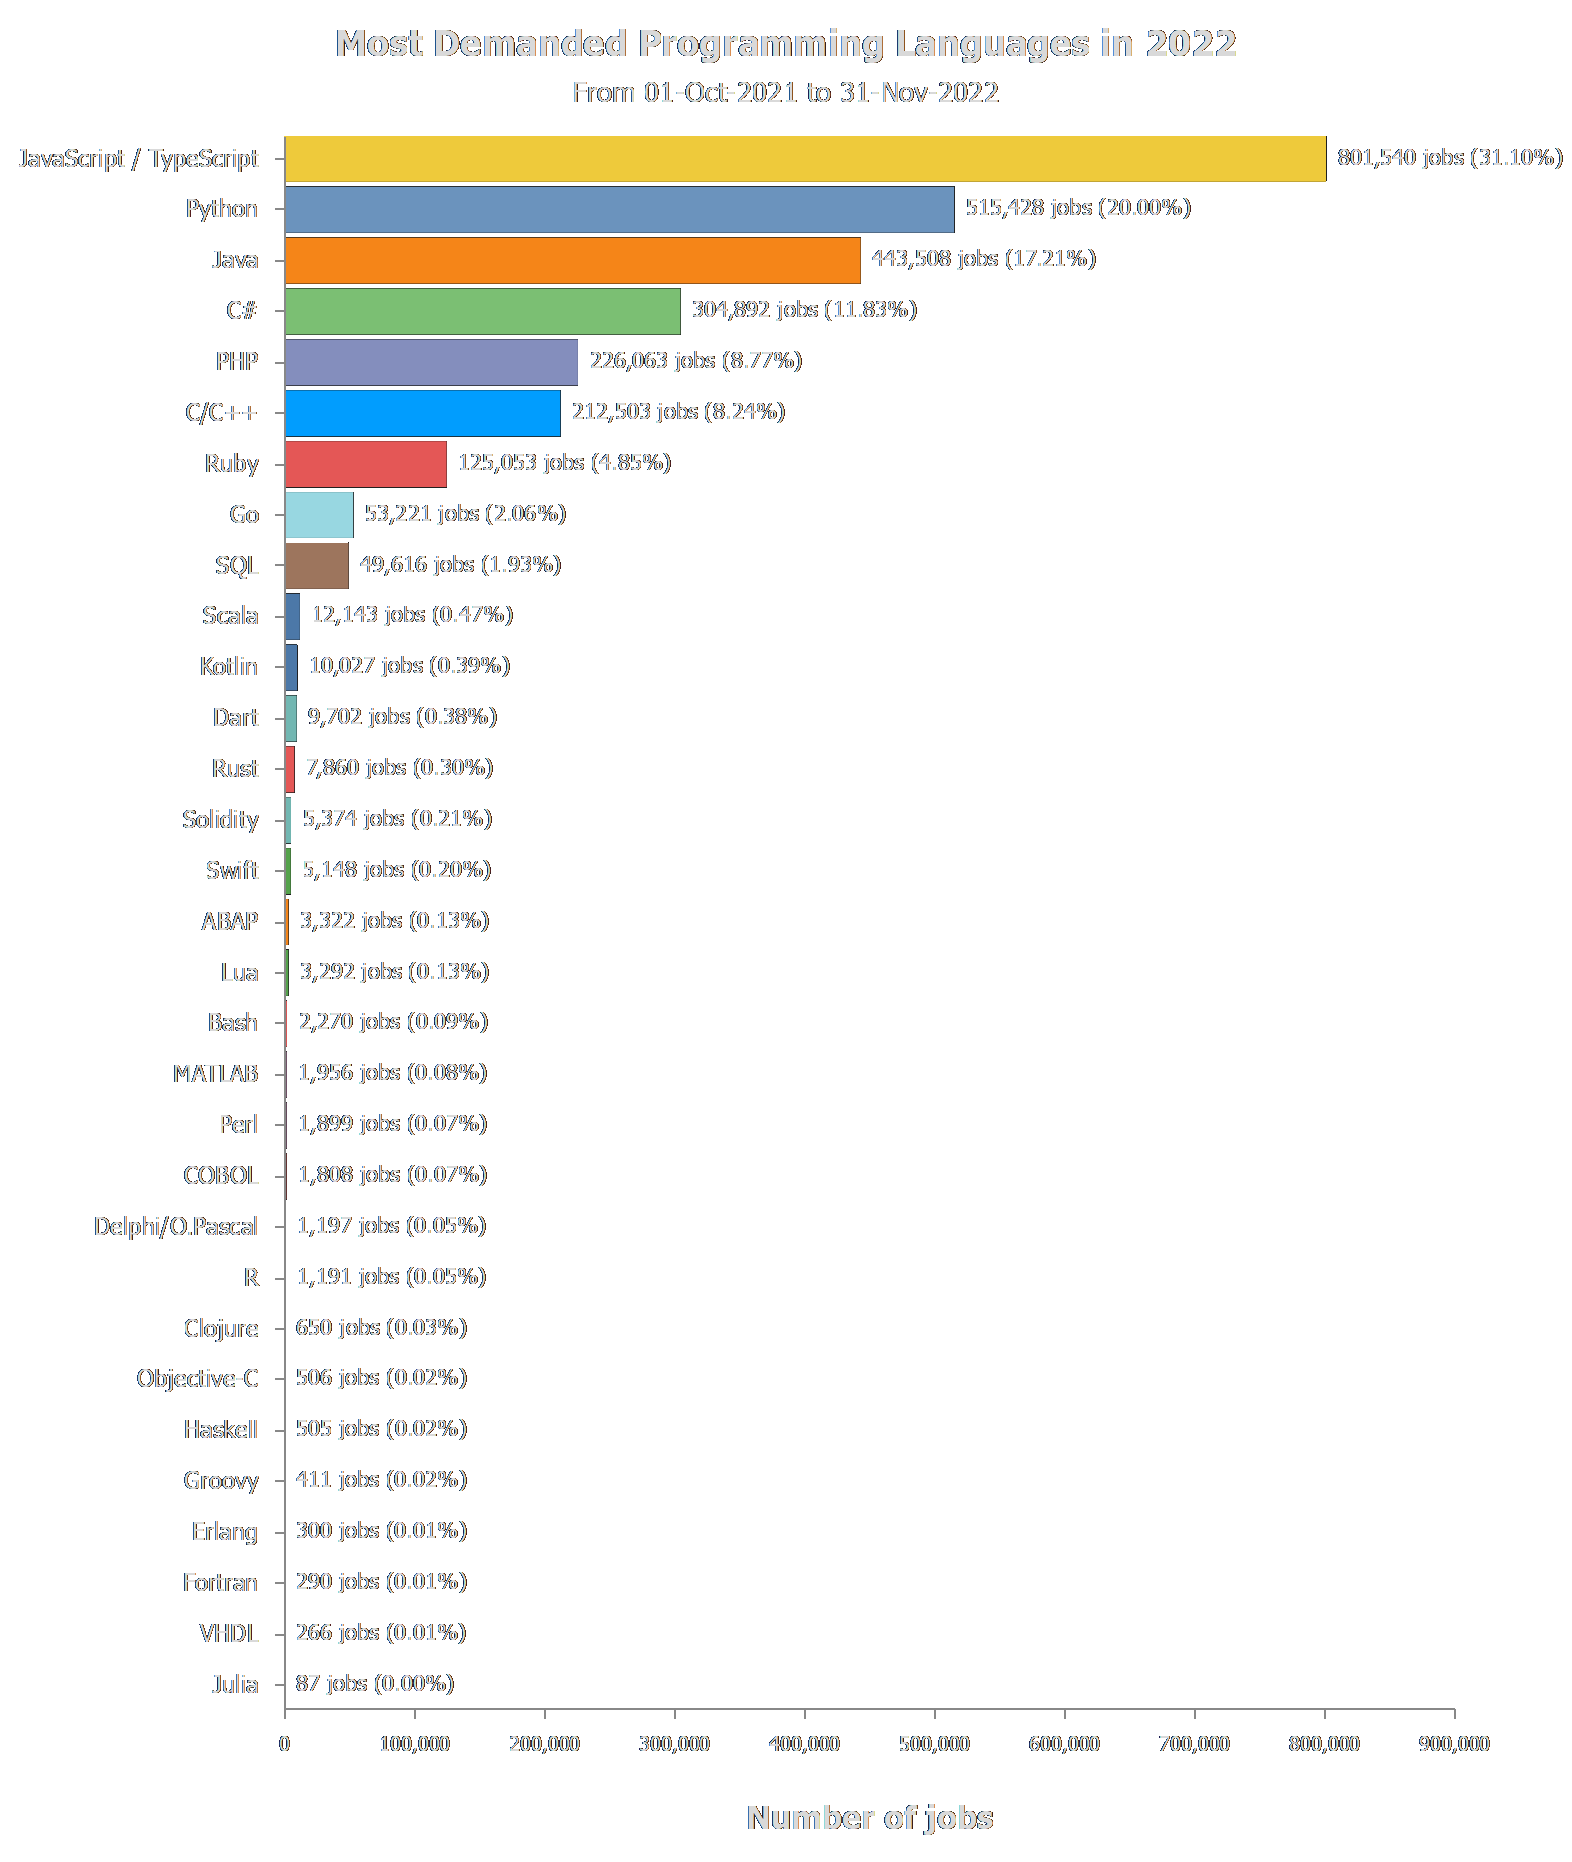 Most Demanded Programming Languages in 2022
From 01-Oct-2021 to 31-Nov-2022
JavaScript / TypeScript 801,540 jobs (31.10%)
Python 515,428 jobs (20.00%)
Java 443,508 jobs (17.21%)
C# 304,892 jobs (11.83%)
PHP 226,063 jobs (8.77%)
C/C++ 212,503 jobs (8.24%)
Ruby 125,053 jobs (4.85%)
Go 53,221 jobs (2.06%)
SQL 49,616 jobs (1.93%)
Scala 12,143 jobs (0.47%)
Kotlin 10,027 jobs (0.39%)
Dart 9,702 jobs (0.38%)
Rust 7,860 jobs (0.30%)
Solidity 5,374 jobs (0.21%)
Swift 5,148 jobs (0.20%)
ABAP 3,322 jobs (0.13%)
Lua 3,292 jobs (0.13%)
Bash 2,270 jobs (0.09%)
MATLAB 1,956 jobs (0.08%)
Perl 1,899 jobs (0.07%)
COBOL 1,808 jobs (0.07%)
Delphi/O.Pascal 1,197 jobs (0.05%)
R 1,191 jobs (0.05%)
Clojure 650 jobs (0.03%)
Objective-C 506 jobs (0.02%)
Haskell 505 jobs (0.02%)
Groovy 411 jobs (0.02%)
Erlang 300 jobs (0.01%)
Fortran 290 jobs (0.01%)
VHDL 266 jobs (0.01%)
Julia 87 jobs (0.00%)
0 100,000 200,000 300,000 400,000 500,000 600,000 700,000 800,000 900,000
Number of jobs